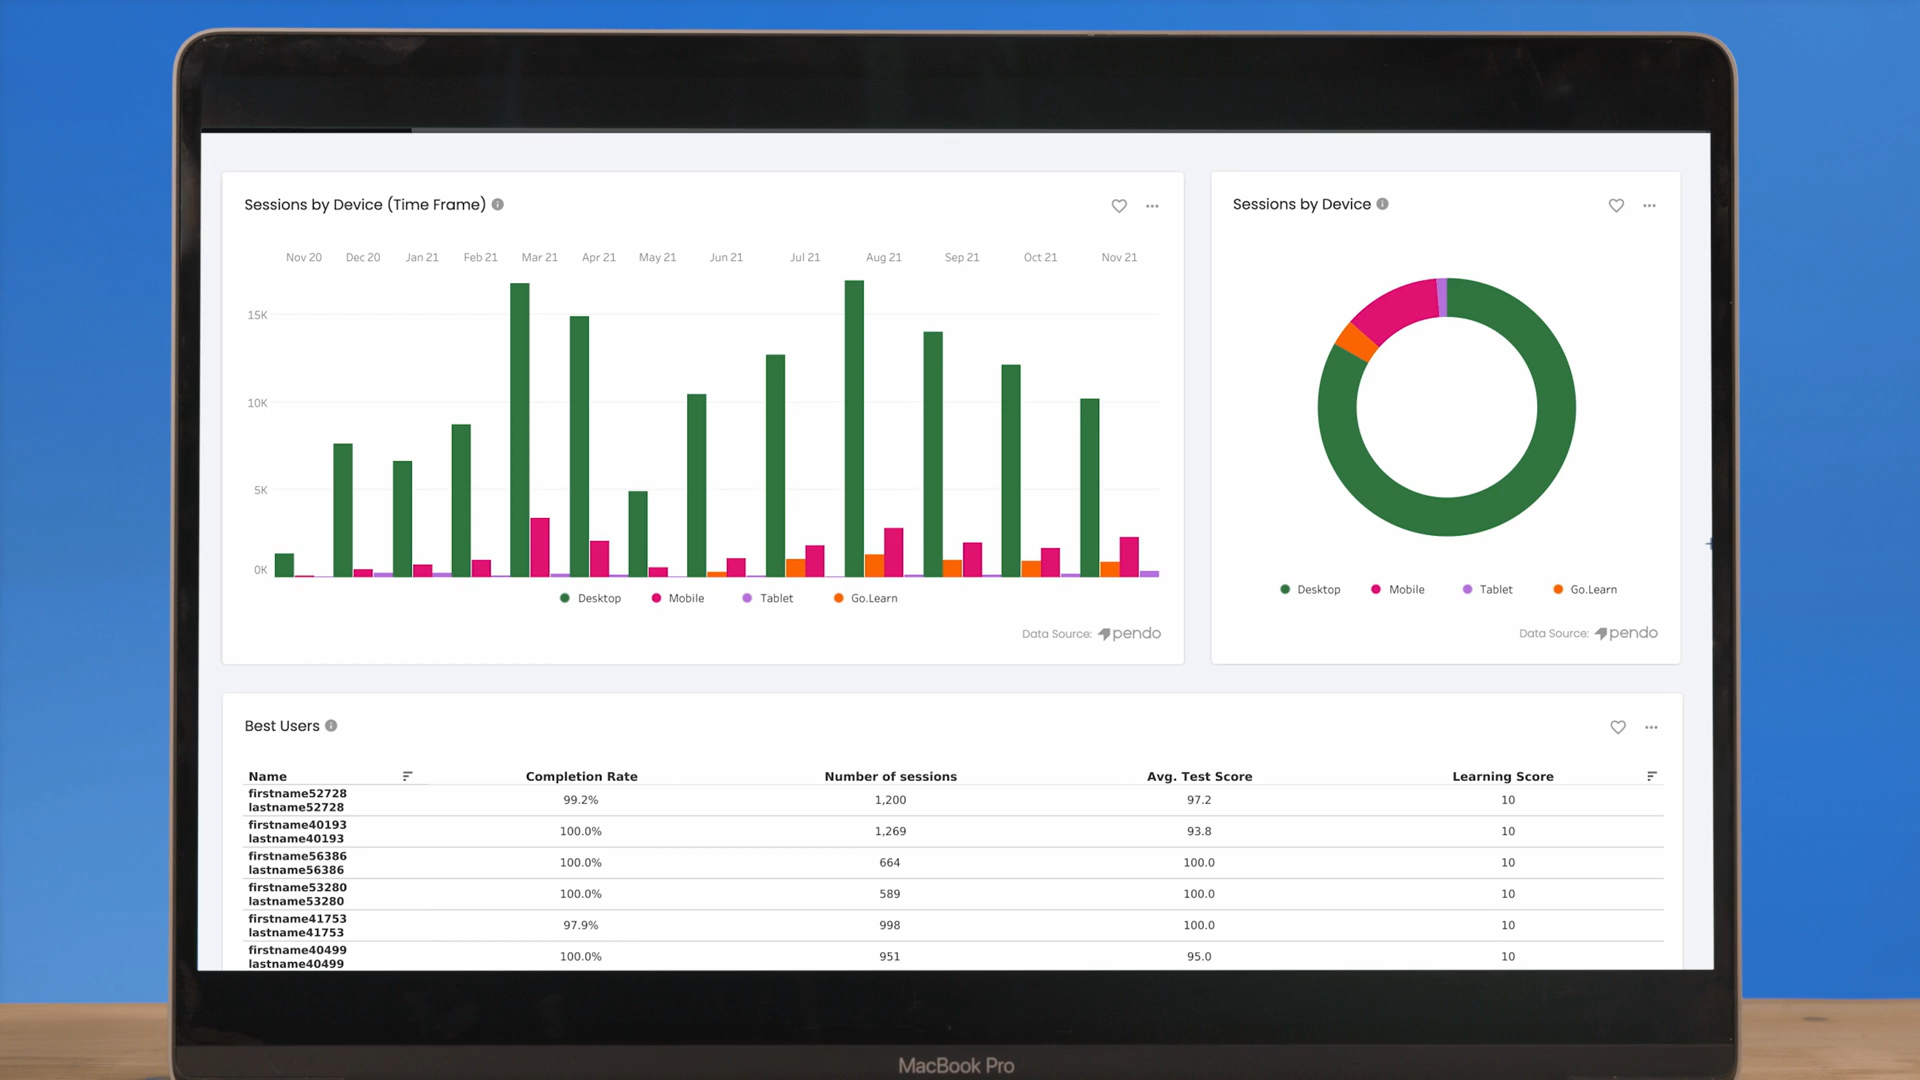 Sessions by Device (Time Frame)
Nov 20 Dec 20 Jan 21 Feb 21 Mar 21 Apr 21 May 21 Jun 21 Jul 21 Aug 21 Sep 21 Oct 21 Nov 21
15K
10K
5K
0K
Desktop Mobile Tablet Go.Learn
Data Source: pendo
Sessions by Device
Desktop Mobile Tablet Go.Learn
Data Source: pendo
Best Users
Name Completion Rate Number of sessions Avg. Test Score Learning Score
firstname52728
lastname52728 99.2% 1,200 97.2 10
firstname40193
lastname40193 100.0% 1,269 93.8 10
firstname56386
lastname56386 100.0% 664 100.0 10
firstname53280
lastname53280 100.0% 589 100.0 10
firstname41753
lastname41753 97.9% 998 100.0 10
firstname40499
lastname40499 100.0% 951 95.0 10
MacBook Pro